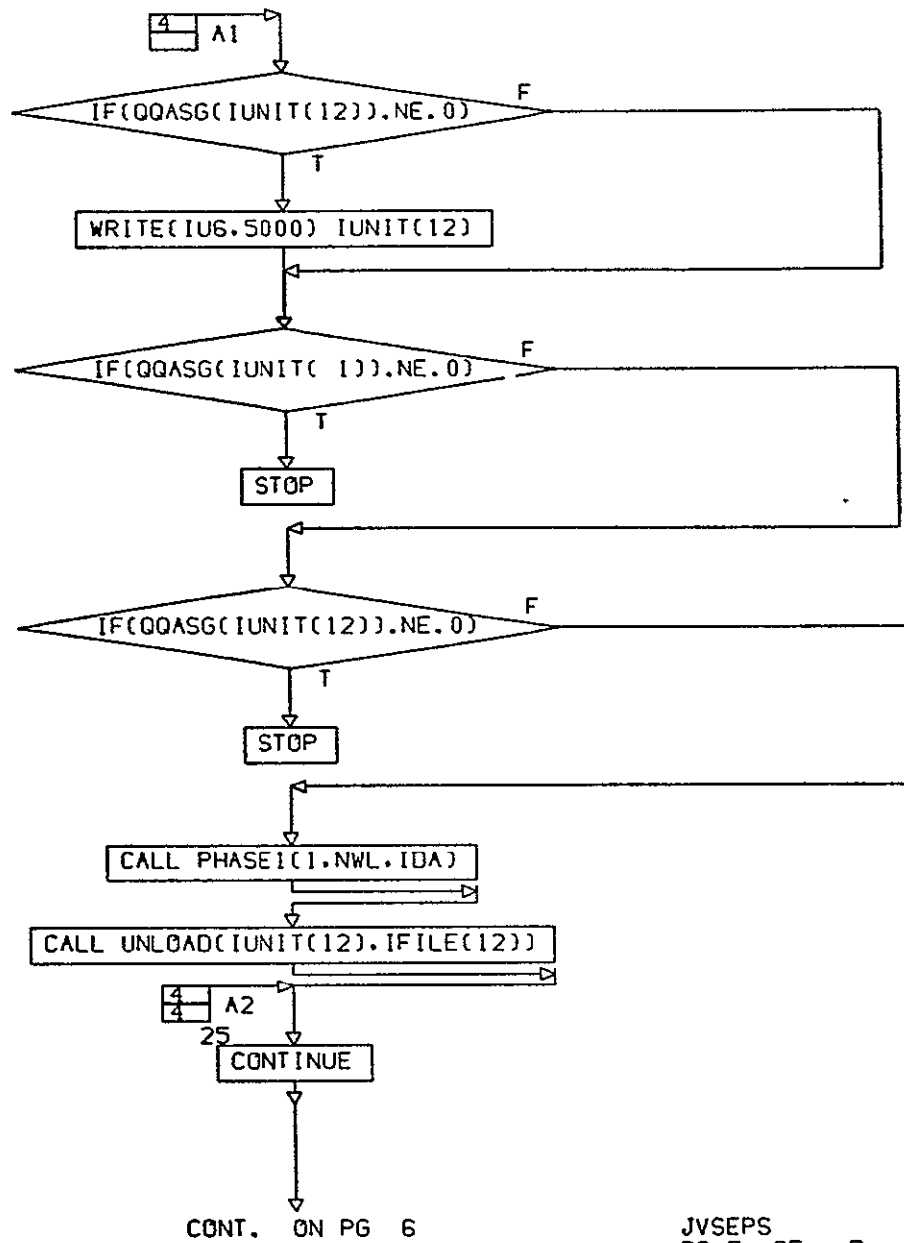 4 A1
IF(QQASG(IUNIT(12)).NE.0)
F
T
WRITE(IU6.5000) IUNIT(12)
IF(QQASG(IUNIT( 1)).NE.0)
F
T
STOP
IF(QQASG(IUNIT(12)).NE.0)
F
T
STOP
CALL PHASE1(1.NWL.IDA)
CALL UNLOAD(IUNIT(12).IFILE(12))
4
4 A2
25
CONTINUE
CONT. ON PG 6
JVSEPS